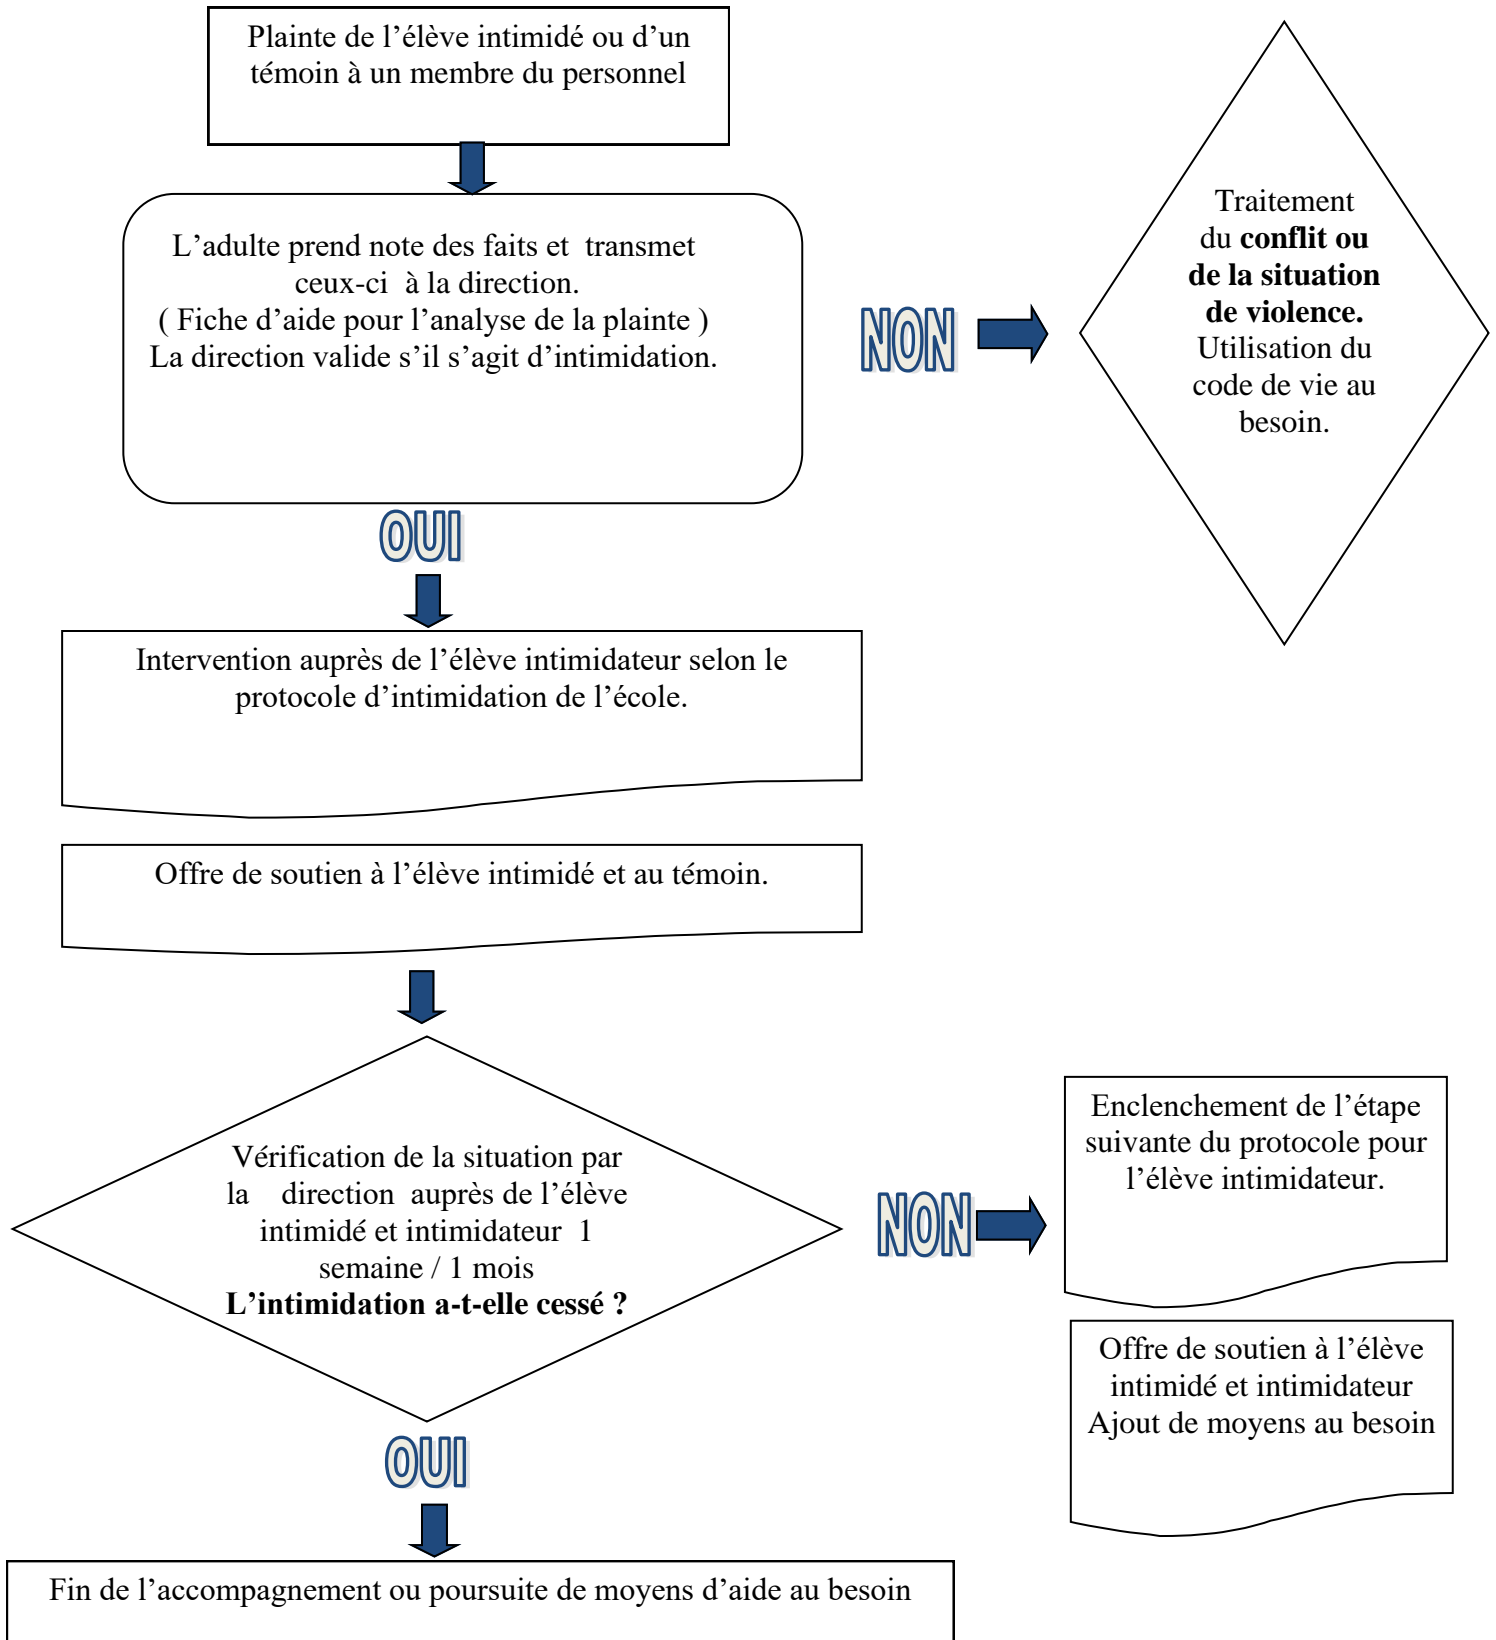 Plainte de l’élève intimidé ou d’un
témoin à un membre du personnel
L’adulte prend note des faits et  transmet
ceux-ci  à la direction.
( Fiche d’aide pour l’analyse de la plainte )
La direction valide s’il s’agit d’intimidation.
NON
Traitement
du conflit ou
de la situation
de violence.
Utilisation du
code de vie au
besoin.
OUI
Intervention auprès de l’élève intimidateur selon le
protocole d’intimidation de l’école.
Offre de soutien à l’élève intimidé et au témoin.
Vérification de la situation par
la    direction  auprès de l’élève
intimidé et intimidateur  1
semaine / 1 mois
L’intimidation a-t-elle cessé ?
NON
Enclenchement de l’étape
suivante du protocole pour
l’élève intimidateur.
Offre de soutien à l’élève
intimidé et intimidateur
Ajout de moyens au besoin
OUI
Fin de l’accompagnement ou poursuite de moyens d’aide au besoin